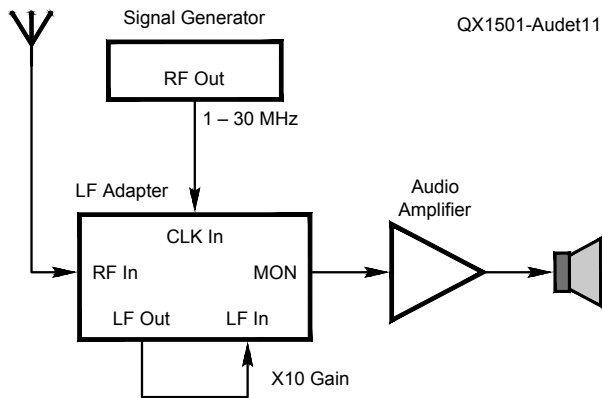 Signal Generator
QX1501-Audet11
RF Out
1 – 30 MHz
LF Adapter
Audio
Amplifier
CLK In
RF In
MON
LF Out
LF In
X10 Gain